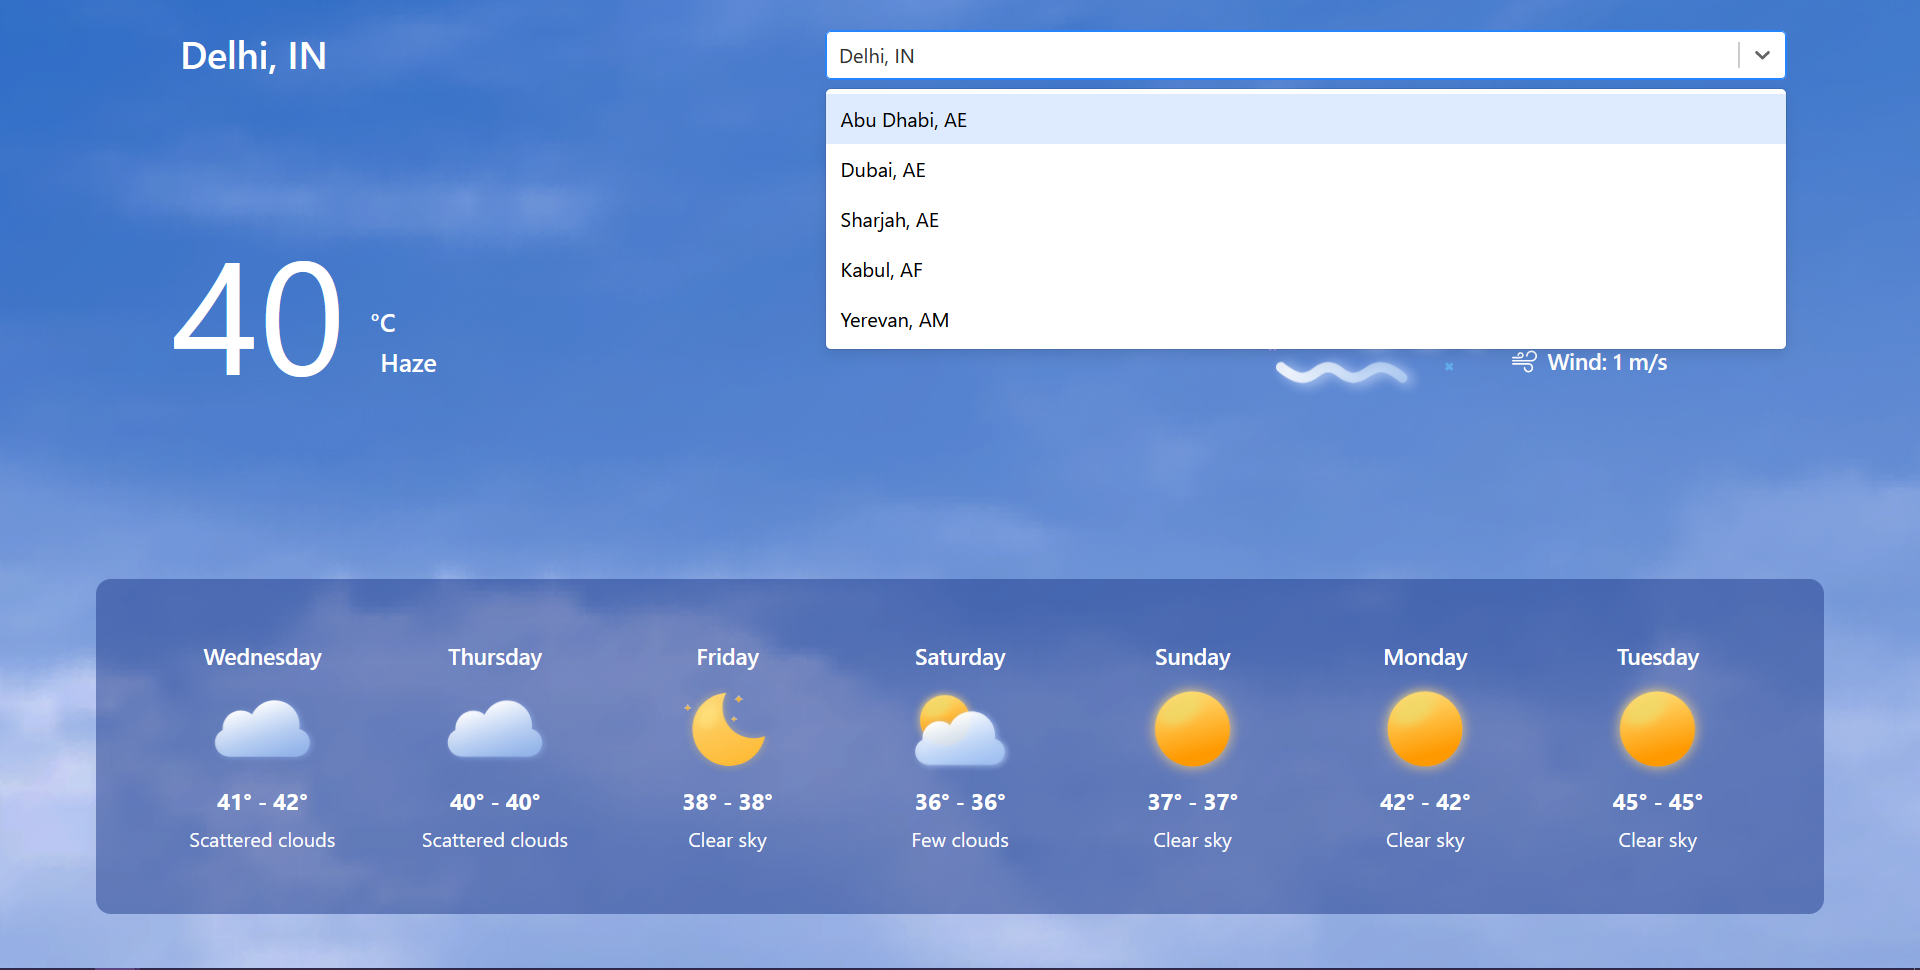 Delhi, IN
Delhi, IN
Abu Dhabi, AE
Dubai, AE
Sharjah, AE
Kabul, AF
Yerevan, AM
40 °C
Haze
Wind: 1 m/s
Wednesday Thursday Friday Saturday Sunday Monday Tuesday
41° - 42° 40° - 40° 38° - 38° 36° - 36° 37° - 37° 42° - 42° 45° - 45°
Scattered clouds Scattered clouds Clear sky Few clouds Clear sky Clear sky Clear sky